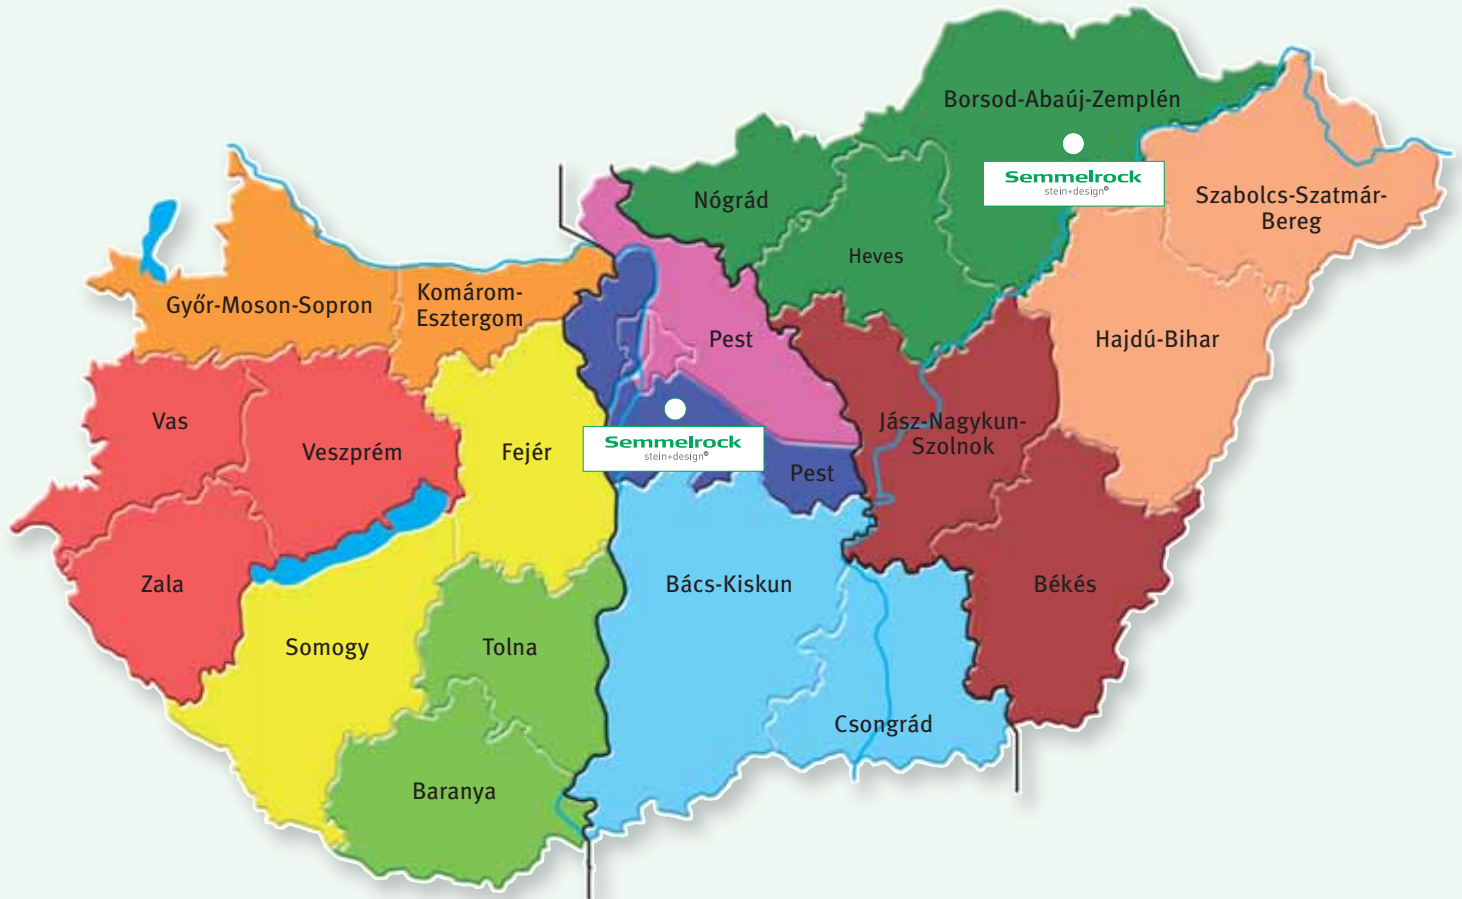 Borsod-Abaúj-Zemplén
Semmelrock
stein+design®
Szabolcs-Szatmár-
Bereg
Nógrád
Heves
Győr-Moson-Sopron
Komárom-
Esztergom
Pest
Hajdú-Bihar
Vas
Veszprém
Fejér
Semmelrock
stein+design®
Pest
Jász-Nagykun-
Szolnok
Zala
Bács-Kiskun
Békés
Somogy
Tolna
Csongrád
Baranya